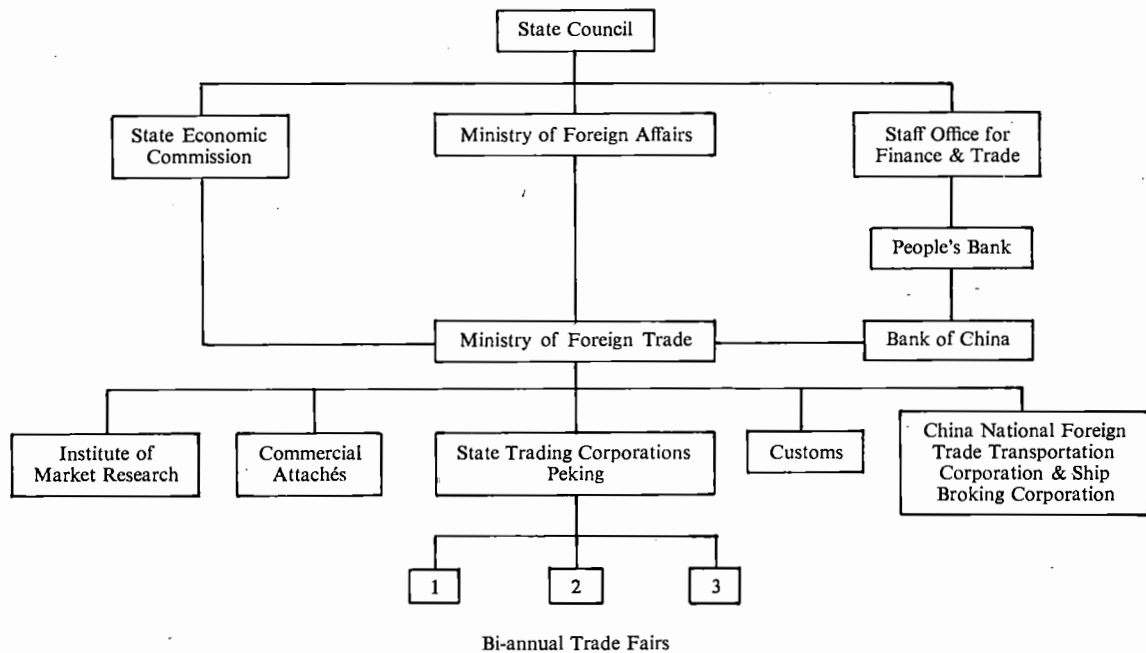 State Council
State Economic
Commission
Ministry of Foreign Affairs
Staff Office for
Finance & Trade
People's Bank
Ministry of Foreign Trade
Bank of China
Institute of
Market Research
Commercial
Attachés
State Trading Corporations
Peking
Customs
China National Foreign
Trade Transportation
Corporation & Ship
Broking Corporation
1
2
3
Bi-annual Trade Fairs